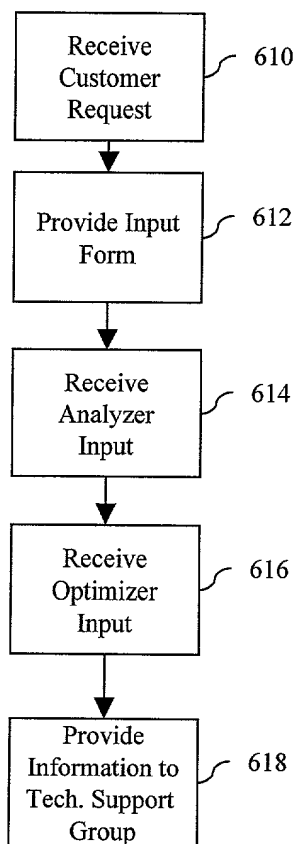 Receive
Customer
Request
610
Provide Input
Form
612
Receive
Analyzer
Input
614
Receive
Optimizer
Input
616
Provide
Information to
Tech. Support
Group
618